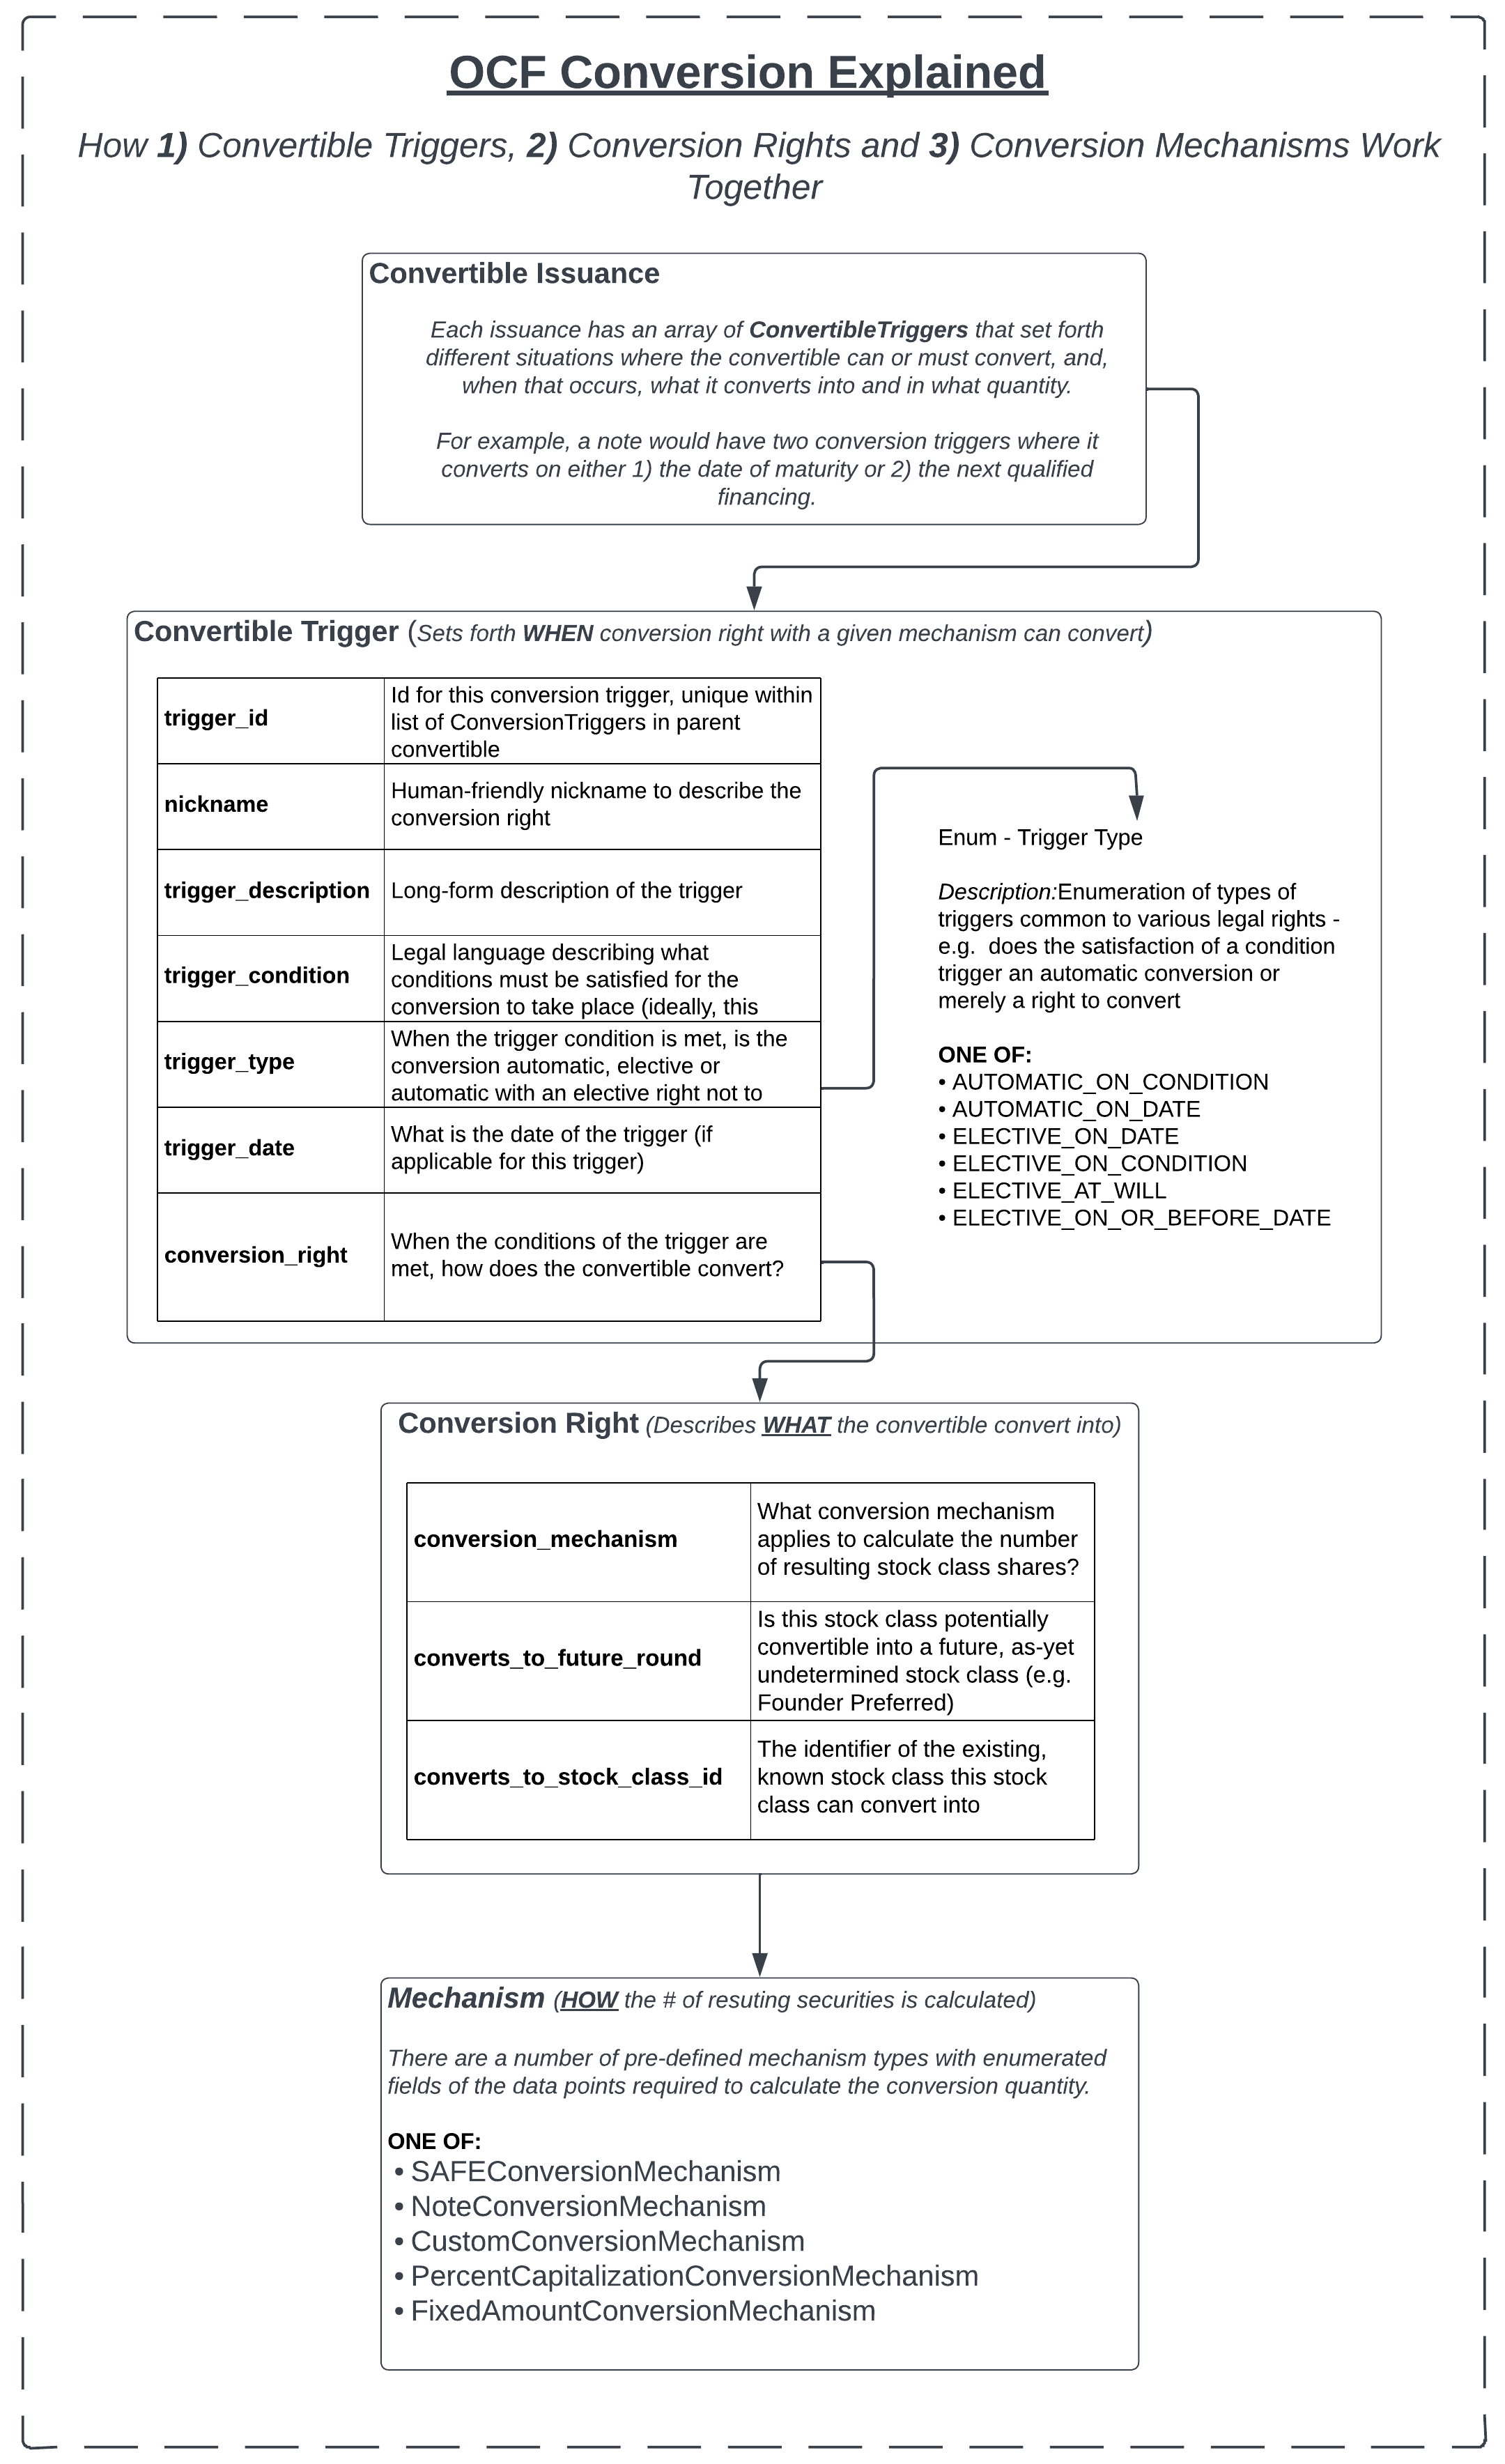 OCF Conversion Explained
How 1) Convertible Triggers, 2) Conversion Rights and 3) Conversion Mechanisms Work
Together
Convertible Issuance
Each issuance has an array of ConvertibleTriggers that set forth
different situations where the convertible can or must convert, and,
when that occurs, what it converts into and in what quantity.
For example, a note would have two conversion triggers where it
converts on either 1) the date of maturity or 2) the next qualified
financing.
Convertible Trigger (Sets forth WHEN conversion right with a given mechanism can convert)
trigger_id
Id for this conversion trigger, unique within
list of ConversionTriggers in parent
convertible
nickname
Human-friendly nickname to describe the
conversion right
trigger_description
Long-form description of the trigger
trigger_condition
Legal language describing what
conditions must be satisfied for the
conversion to take place (ideally, this
trigger_type
When the trigger condition is met, is the
conversion automatic, elective or
automatic with an elective right not to
trigger_date
What is the date of the trigger (if
applicable for this trigger)
conversion_right
When the conditions of the trigger are
met, how does the convertible convert?
Enum - Trigger Type
Description:Enumeration of types of
triggers common to various legal rights -
e.g.  does the satisfaction of a condition
trigger an automatic conversion or
merely a right to convert
ONE OF:
• AUTOMATIC_ON_CONDITION
• AUTOMATIC_ON_DATE
• ELECTIVE_ON_DATE
• ELECTIVE_ON_CONDITION
• ELECTIVE_AT_WILL
• ELECTIVE_ON_OR_BEFORE_DATE
Conversion Right (Describes WHAT the convertible convert into)
conversion_mechanism
What conversion mechanism
applies to calculate the number
of resulting stock class shares?
converts_to_future_round
Is this stock class potentially
convertible into a future, as-yet
undetermined stock class (e.g.
Founder Preferred)
converts_to_stock_class_id
The identifier of the existing,
known stock class this stock
class can convert into
Mechanism (HOW the # of resuting securities is calculated)
There are a number of pre-defined mechanism types with enumerated
fields of the data points required to calculate the conversion quantity.
ONE OF:
• SAFEConversionMechanism
• NoteConversionMechanism
• CustomConversionMechanism
• PercentCapitalizationConversionMechanism
• FixedAmountConversionMechanism